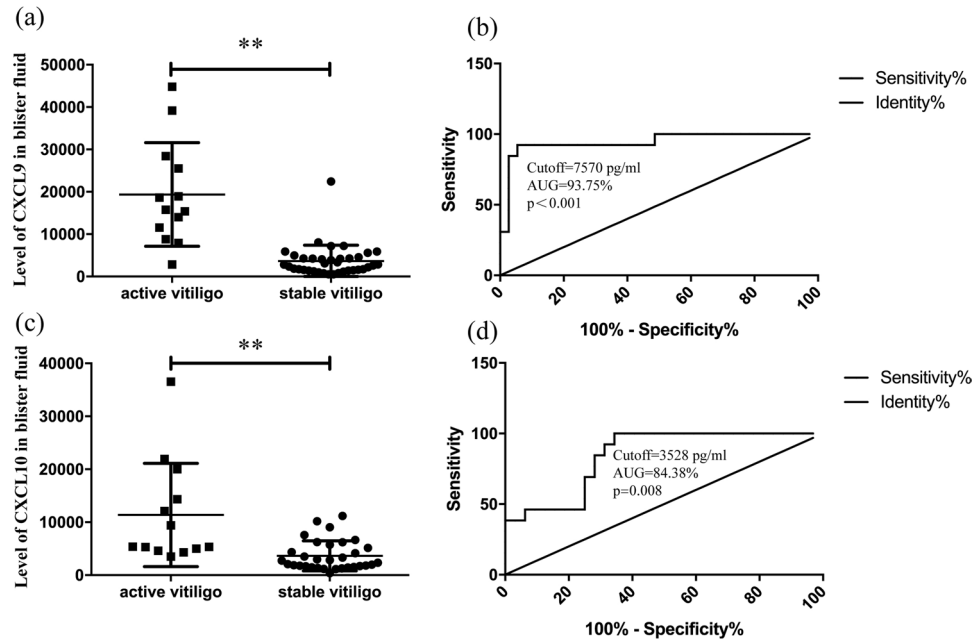 (a)
**
Level of CXCL9 in blister fluid
50000
40000
30000
20000
10000
0
active vitiligo
stable vitiligo
(b)
Sensitivity
150
100
50
0
0 20 40 60 80 100
100% - Specificity%
Cutoff=7570 pg/ml
AUG=93.75%
p<0.001
Sensitivity%
Identity%
(c)
**
Level of CXCL10 in blister fluid
40000
30000
20000
10000
0
active vitiligo
stable vitiligo
(d)
Sensitivity
150
100
50
0
0 20 40 60 80 100
100% - Specificity%
Cutoff=3528 pg/ml
AUG=84.38%
p=0.008
Sensitivity%
Identity%